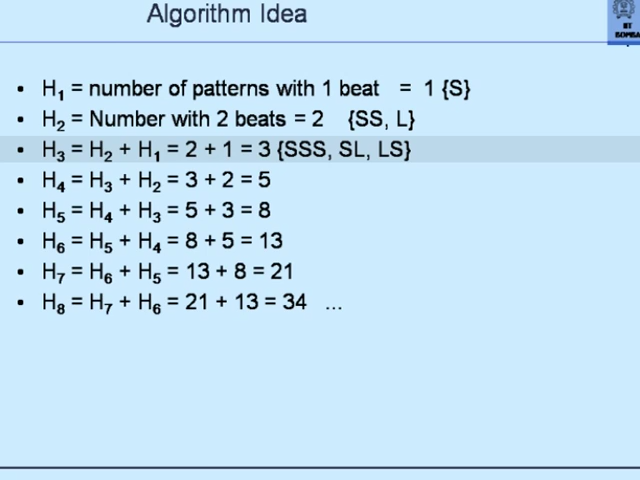 Algorithm Idea
IIT
BOMBAY
• H₁ = number of patterns with 1 beat = 1 {S}
• H₂ = Number with 2 beats = 2 {SS, L}
• H₃ = H₂ + H₁ = 2 + 1 = 3 {SSS, SL, LS}
• H₄ = H₃ + H₂ = 3 + 2 = 5
• H₅ = H₄ + H₃ = 5 + 3 = 8
• H₆ = H₅ + H₄ = 8 + 5 = 13
• H₇ = H₆ + H₅ = 13 + 8 = 21
• H₈ = H₇ + H₆ = 21 + 13 = 34 ...